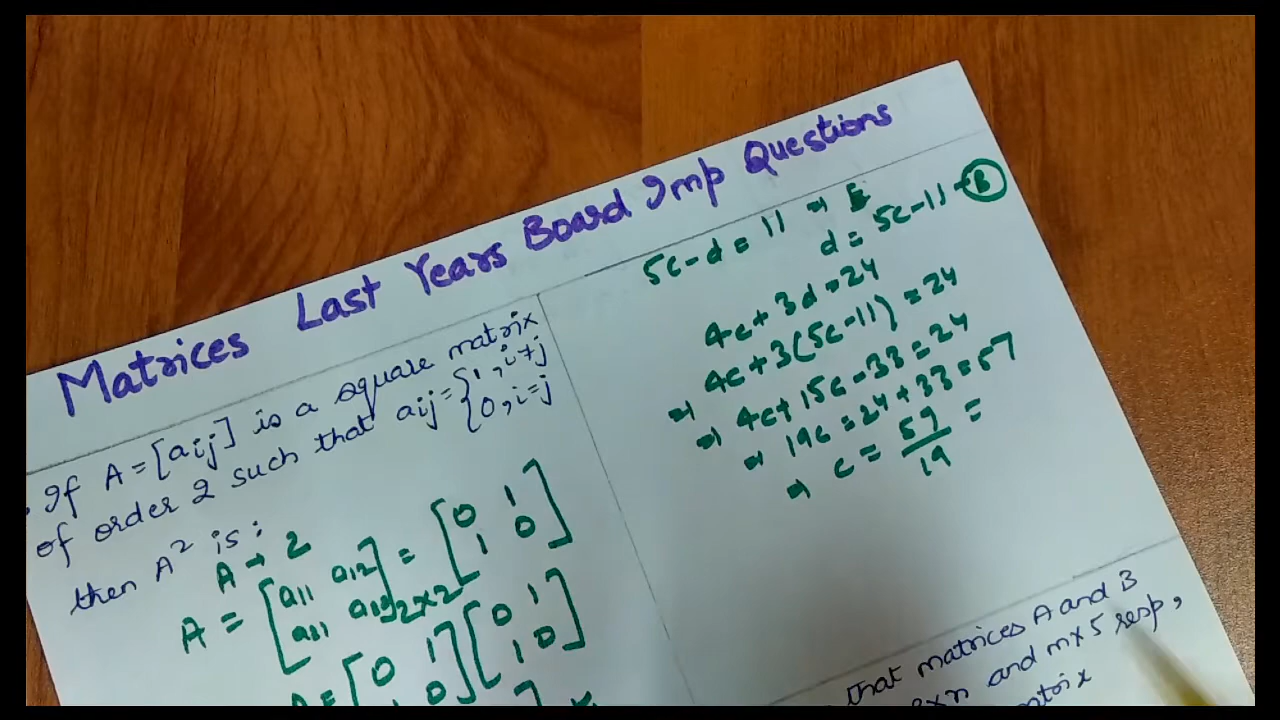 Matrices Last Years Board Imp Questions
If A = [aij] is a square matrix
of order 2 such that aij = {1, i≠j
{0, i=j
then A² is:
A → 2
A = [a11 a12] = [0 1]
[a21 ]2×2 [1 0]
[0 1] [0 1]
[1 0] [1 0]
5c-d = 11 ⇒
d = 5c-11 → B
4c+3d = 24
⇒ 4c+3(5c-11) = 24
⇒ 4c+15c-33 = 24
⇒ 19c = 24+33 = 57
⇒ c = 59/19 =
that matrices A and B
×n and m×5 resp,